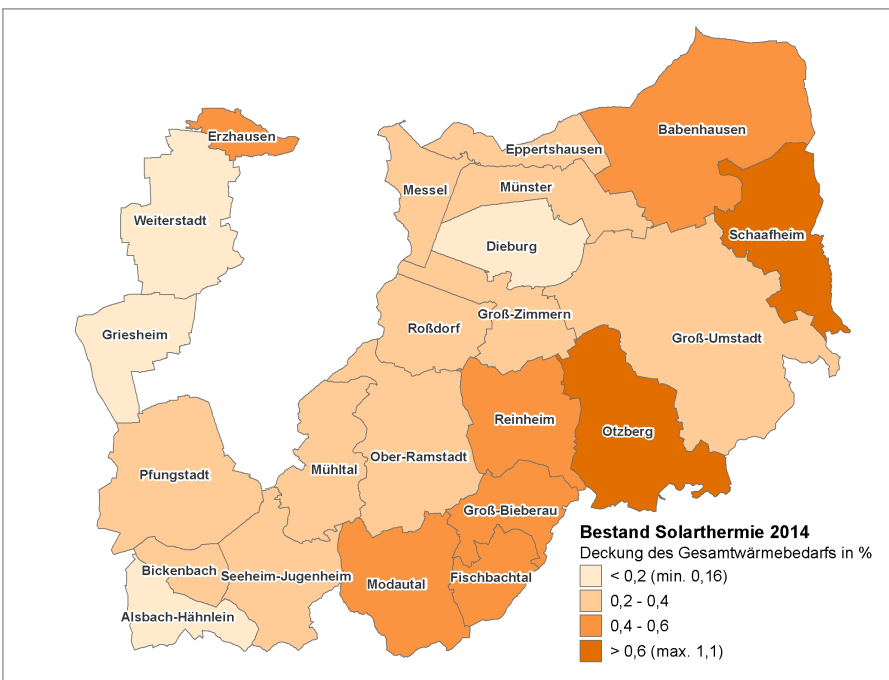 Erzhausen
Babenhausen
Eppertshausen
Messel
Münster
Weiterstadt
Schaafheim
Dieburg
Groß-Zimmern
Roßdorf
Griesheim
Groß-Umstadt
Reinheim
Otzberg
Ober-Ramstadt
Mühltal
Pfungstadt
Groß-Bieberau
Bickenbach
Seeheim-Jugenheim
Modautal
Fischbachtal
Alsbach-Hähnlein
Bestand Solarthermie 2014
Deckung des Gesamtwärmebedarfs in %
< 0,2 (min. 0,16)
0,2 - 0,4
0,4 - 0,6
> 0,6 (max. 1,1)